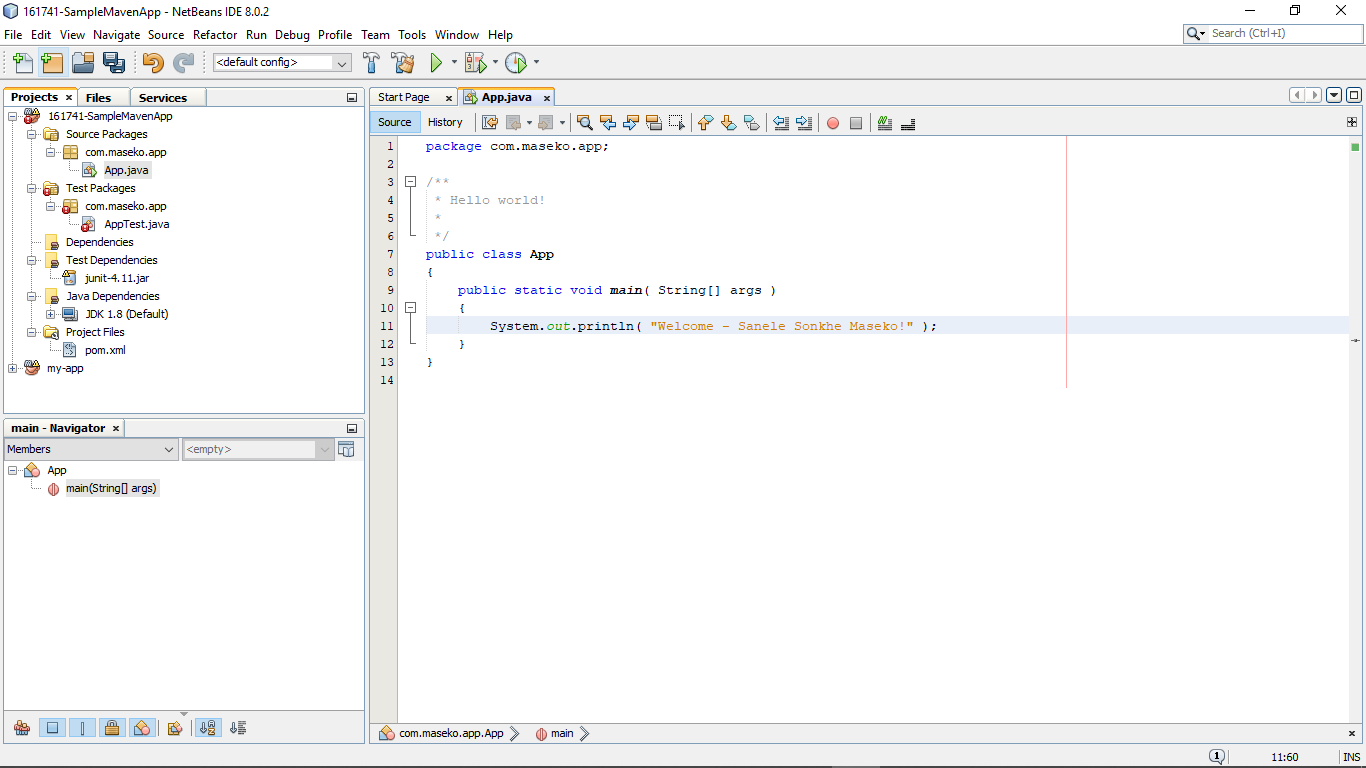 161741-SampleMavenApp - NetBeans IDE 8.0.2
File Edit View Navigate Source Refactor Run Debug Profile Team Tools Window Help
Search (Ctrl+I)
<default config>
Projects Files Services
161741-SampleMavenApp
Source Packages
com.maseko.app
App.java
Test Packages
com.maseko.app
AppTest.java
Dependencies
Test Dependencies
junit-4.11.jar
Java Dependencies
JDK 1.8 (Default)
Project Files
pom.xml
my-app
main - Navigator
Members <empty>
App
main(String[] args)
Start Page App.java
Source History
1 package com.maseko.app;
2
3 /**
4 * Hello world!
5 *
6 */
7 public class App
8 {
9 public static void main( String[] args )
10 {
11 System.out.println( "Welcome - Sanele Sonkhe Maseko!" );
12 }
13 }
14
com.maseko.app.App main
1 11:60 INS